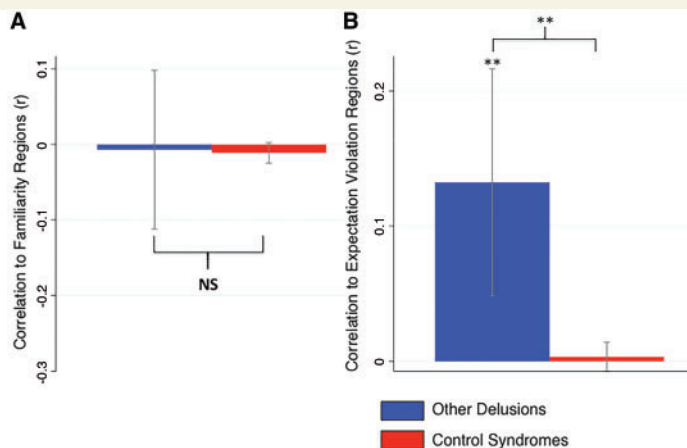 A
Correlation to Familiarity Regions (r)
0.1
0
-0.1
-0.2
-0.3
NS
B
Correlation to Expectation Violation Regions (r)
0.2
0.1
0
**
**
Other Delusions
Control Syndromes